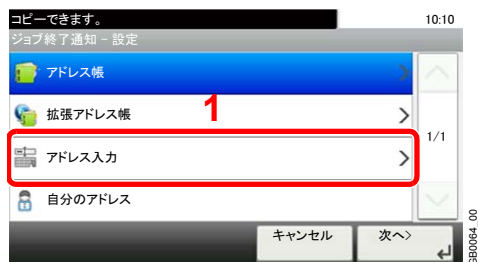 コピーできます。 10:10
ジョブ終了通知 - 設定
アドレス帳
拡張アドレス帳
1
1/1
アドレス入力
自分のアドレス
キャンセル 次へ>
GB0064_00